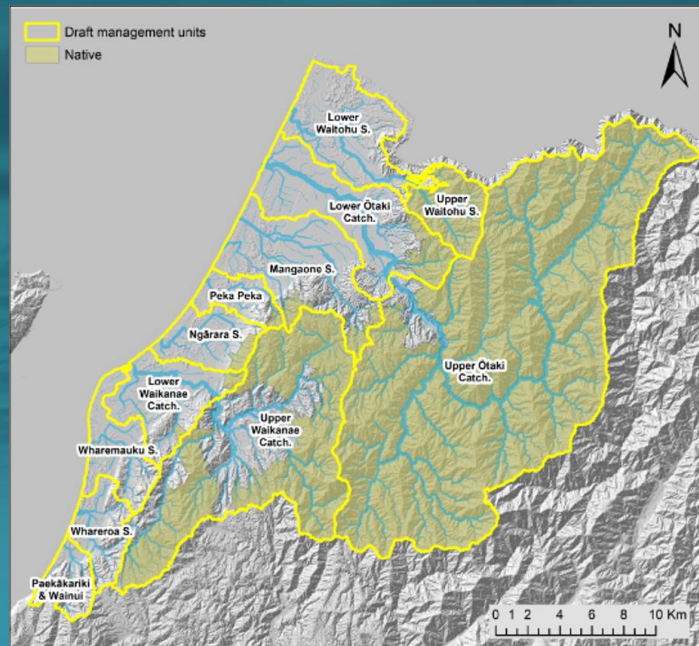 Draft management units
Native
N
Lower
Waitohu S.
Upper
Waitohu S.
Lower Ōtaki
Catch.
Mangaone S.
Peka Peka
Ngārara S.
Lower
Waikanae
Catch.
Upper
Ōtaki
Catch.
Upper
Waikanae
Catch.
Wharemauku S.
Whareroa S.
Paekākāriki
& Wainui
0 1 2 4 6 8 10 Km